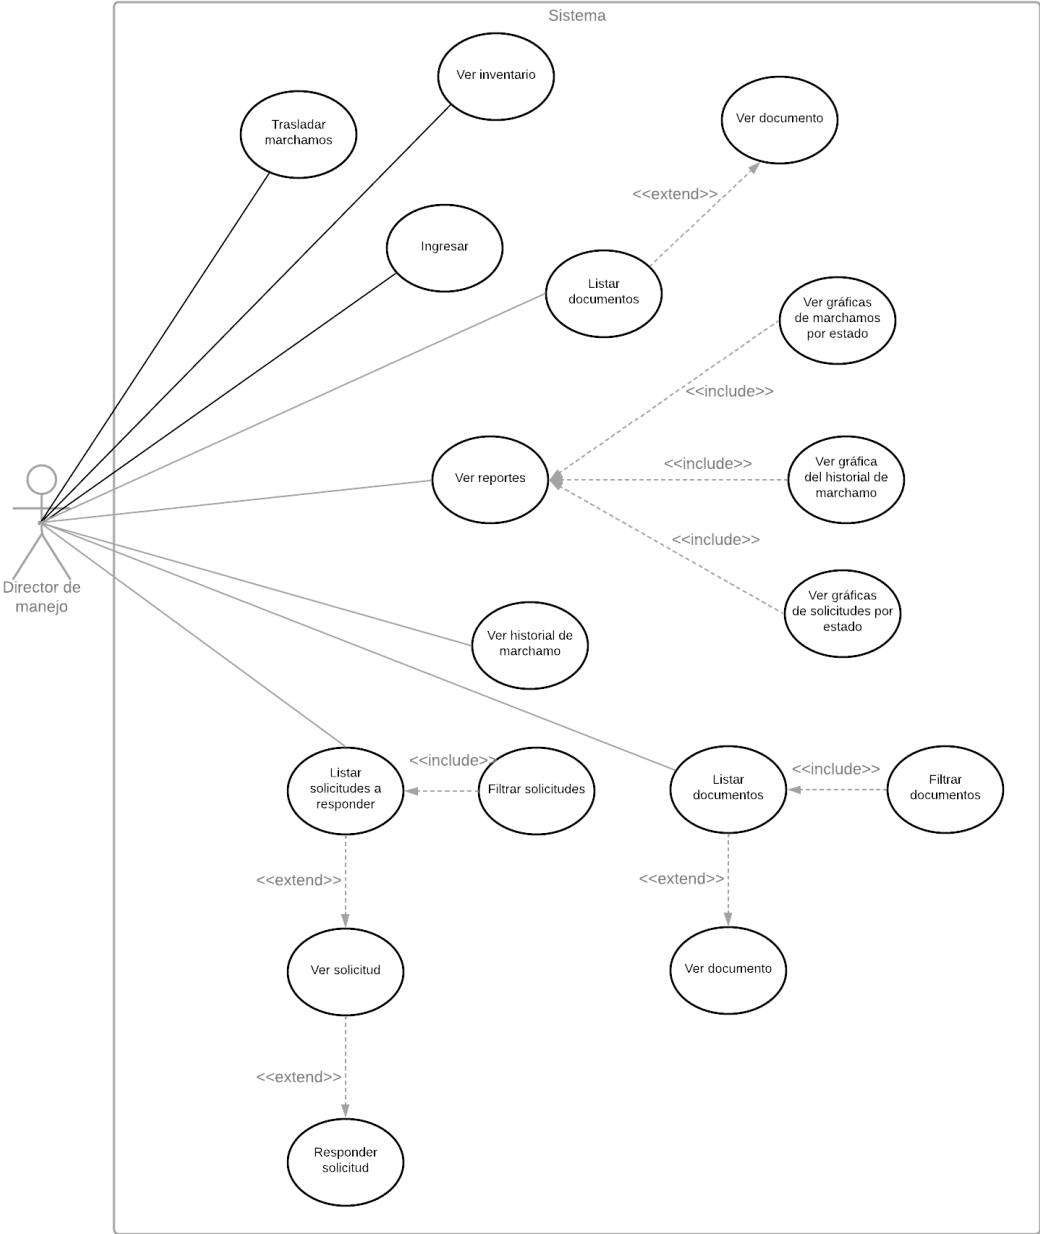 Sistema
Ver inventario
Trasladar
marchamos
Ver documento
<<extend>>
Ingresar
Listar
documentos
Ver gráficas
de marchamos
por estado
<<include>>
Ver reportes
<<include>>
Ver gráfica
del historial de
marchamo
<<include>>
Director de
manejo
Ver gráficas
de solicitudes por
estado
Ver historial de
marchamo
Listar
solicitudes a
responder
<<include>>
Filtrar solicitudes
Listar
documentos
<<include>>
Filtrar
documentos
<<extend>>
<<extend>>
Ver solicitud
Ver documento
<<extend>>
Responder
solicitud